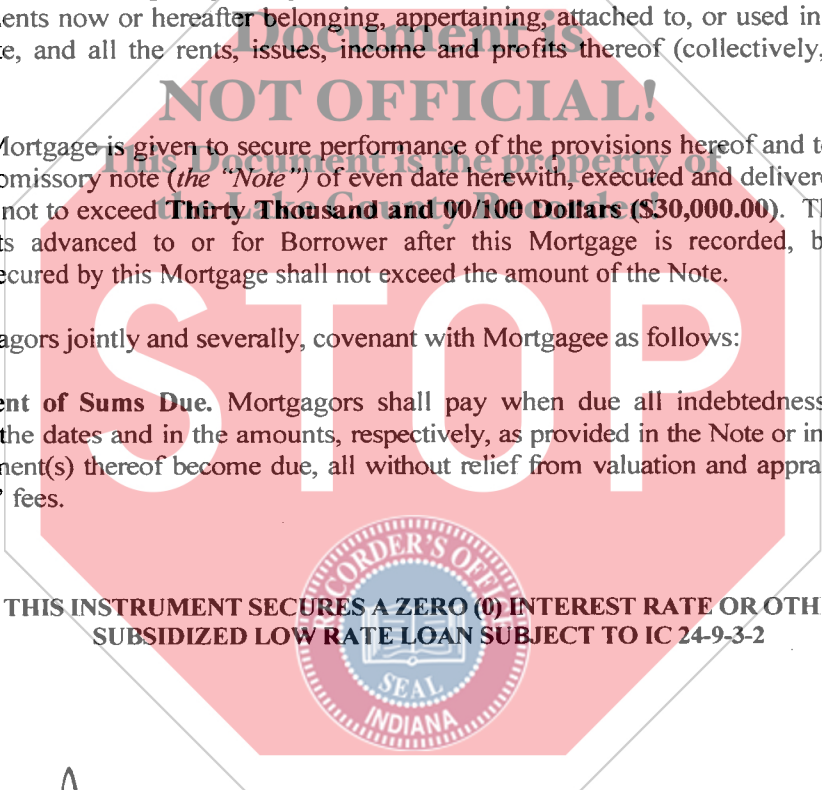 ents now or hereafter belonging, appertaining, attached to, or used in
Document is
e, and all the rents, issues, income and profits thereof (collectively,
NOT OFFICIAL!
Mortgage is given to secure performance of the provisions hereof and t
This Document is the property of
omissory note (the "Note") of even date herewith, executed and deliver
the Lake County Recorder!
not to exceed Thirty Thousand and 00/100 Dollars ($30,000.00). Th
ts advanced to or for Borrower after this Mortgage is recorded, b
ecured by this Mortgage shall not exceed the amount of the Note.
STOP
agors jointly and severally, covenant with Mortgagee as follows:
ent of Sums Due. Mortgagors shall pay when due all indebtedness
the dates and in the amounts, respectively, as provided in the Note or in
ment(s) thereof become due, all without relief from valuation and appra
' fees.
RECORDER'S OFFICE
THIS INSTRUMENT SECURES A ZERO (0) INTEREST RATE OR OTH
SUBSIDIZED LOW RATE LOAN SUBJECT TO IC 24-9-3-2
SEAL
INDIANA